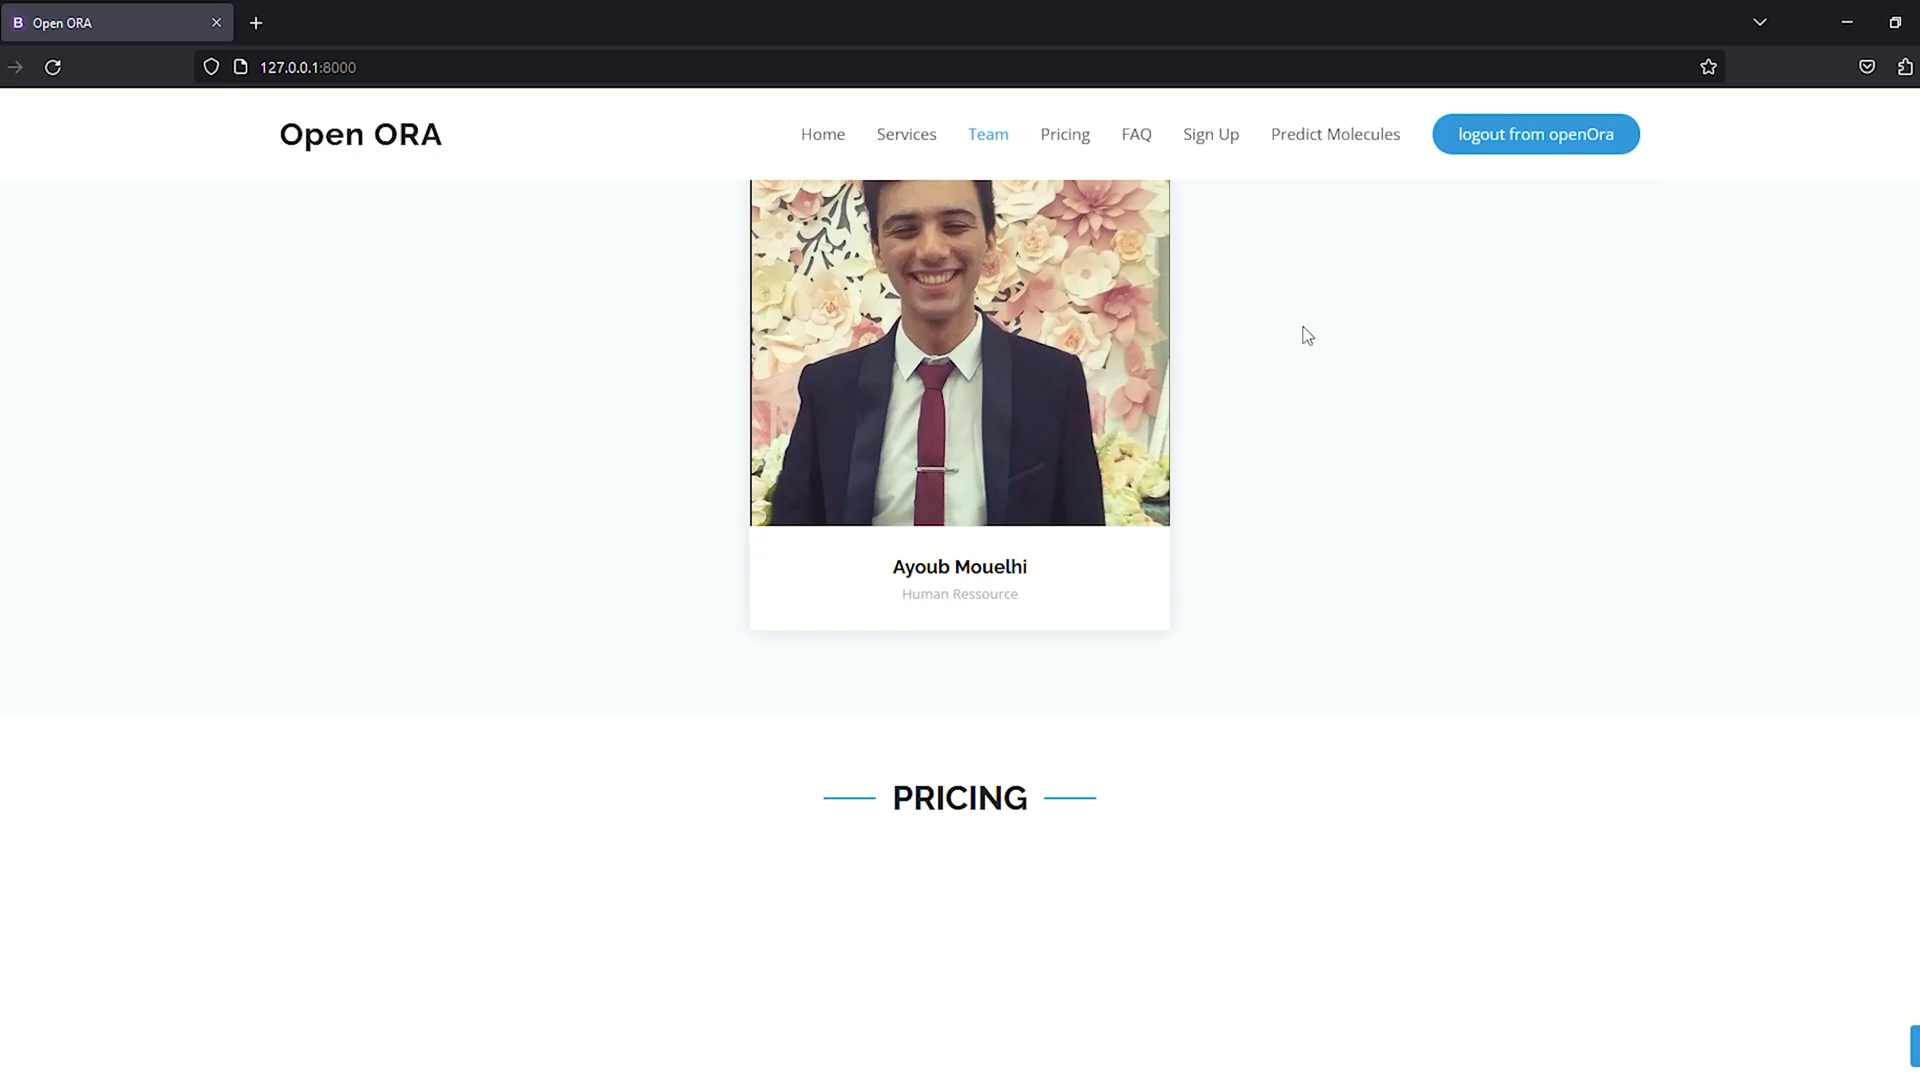 B Open ORA
127.0.0.1:8000
Open ORA
Home Services Team Pricing FAQ Sign Up Predict Molecules logout from openOra
Ayoub Mouelhi
Human Ressource
PRICING